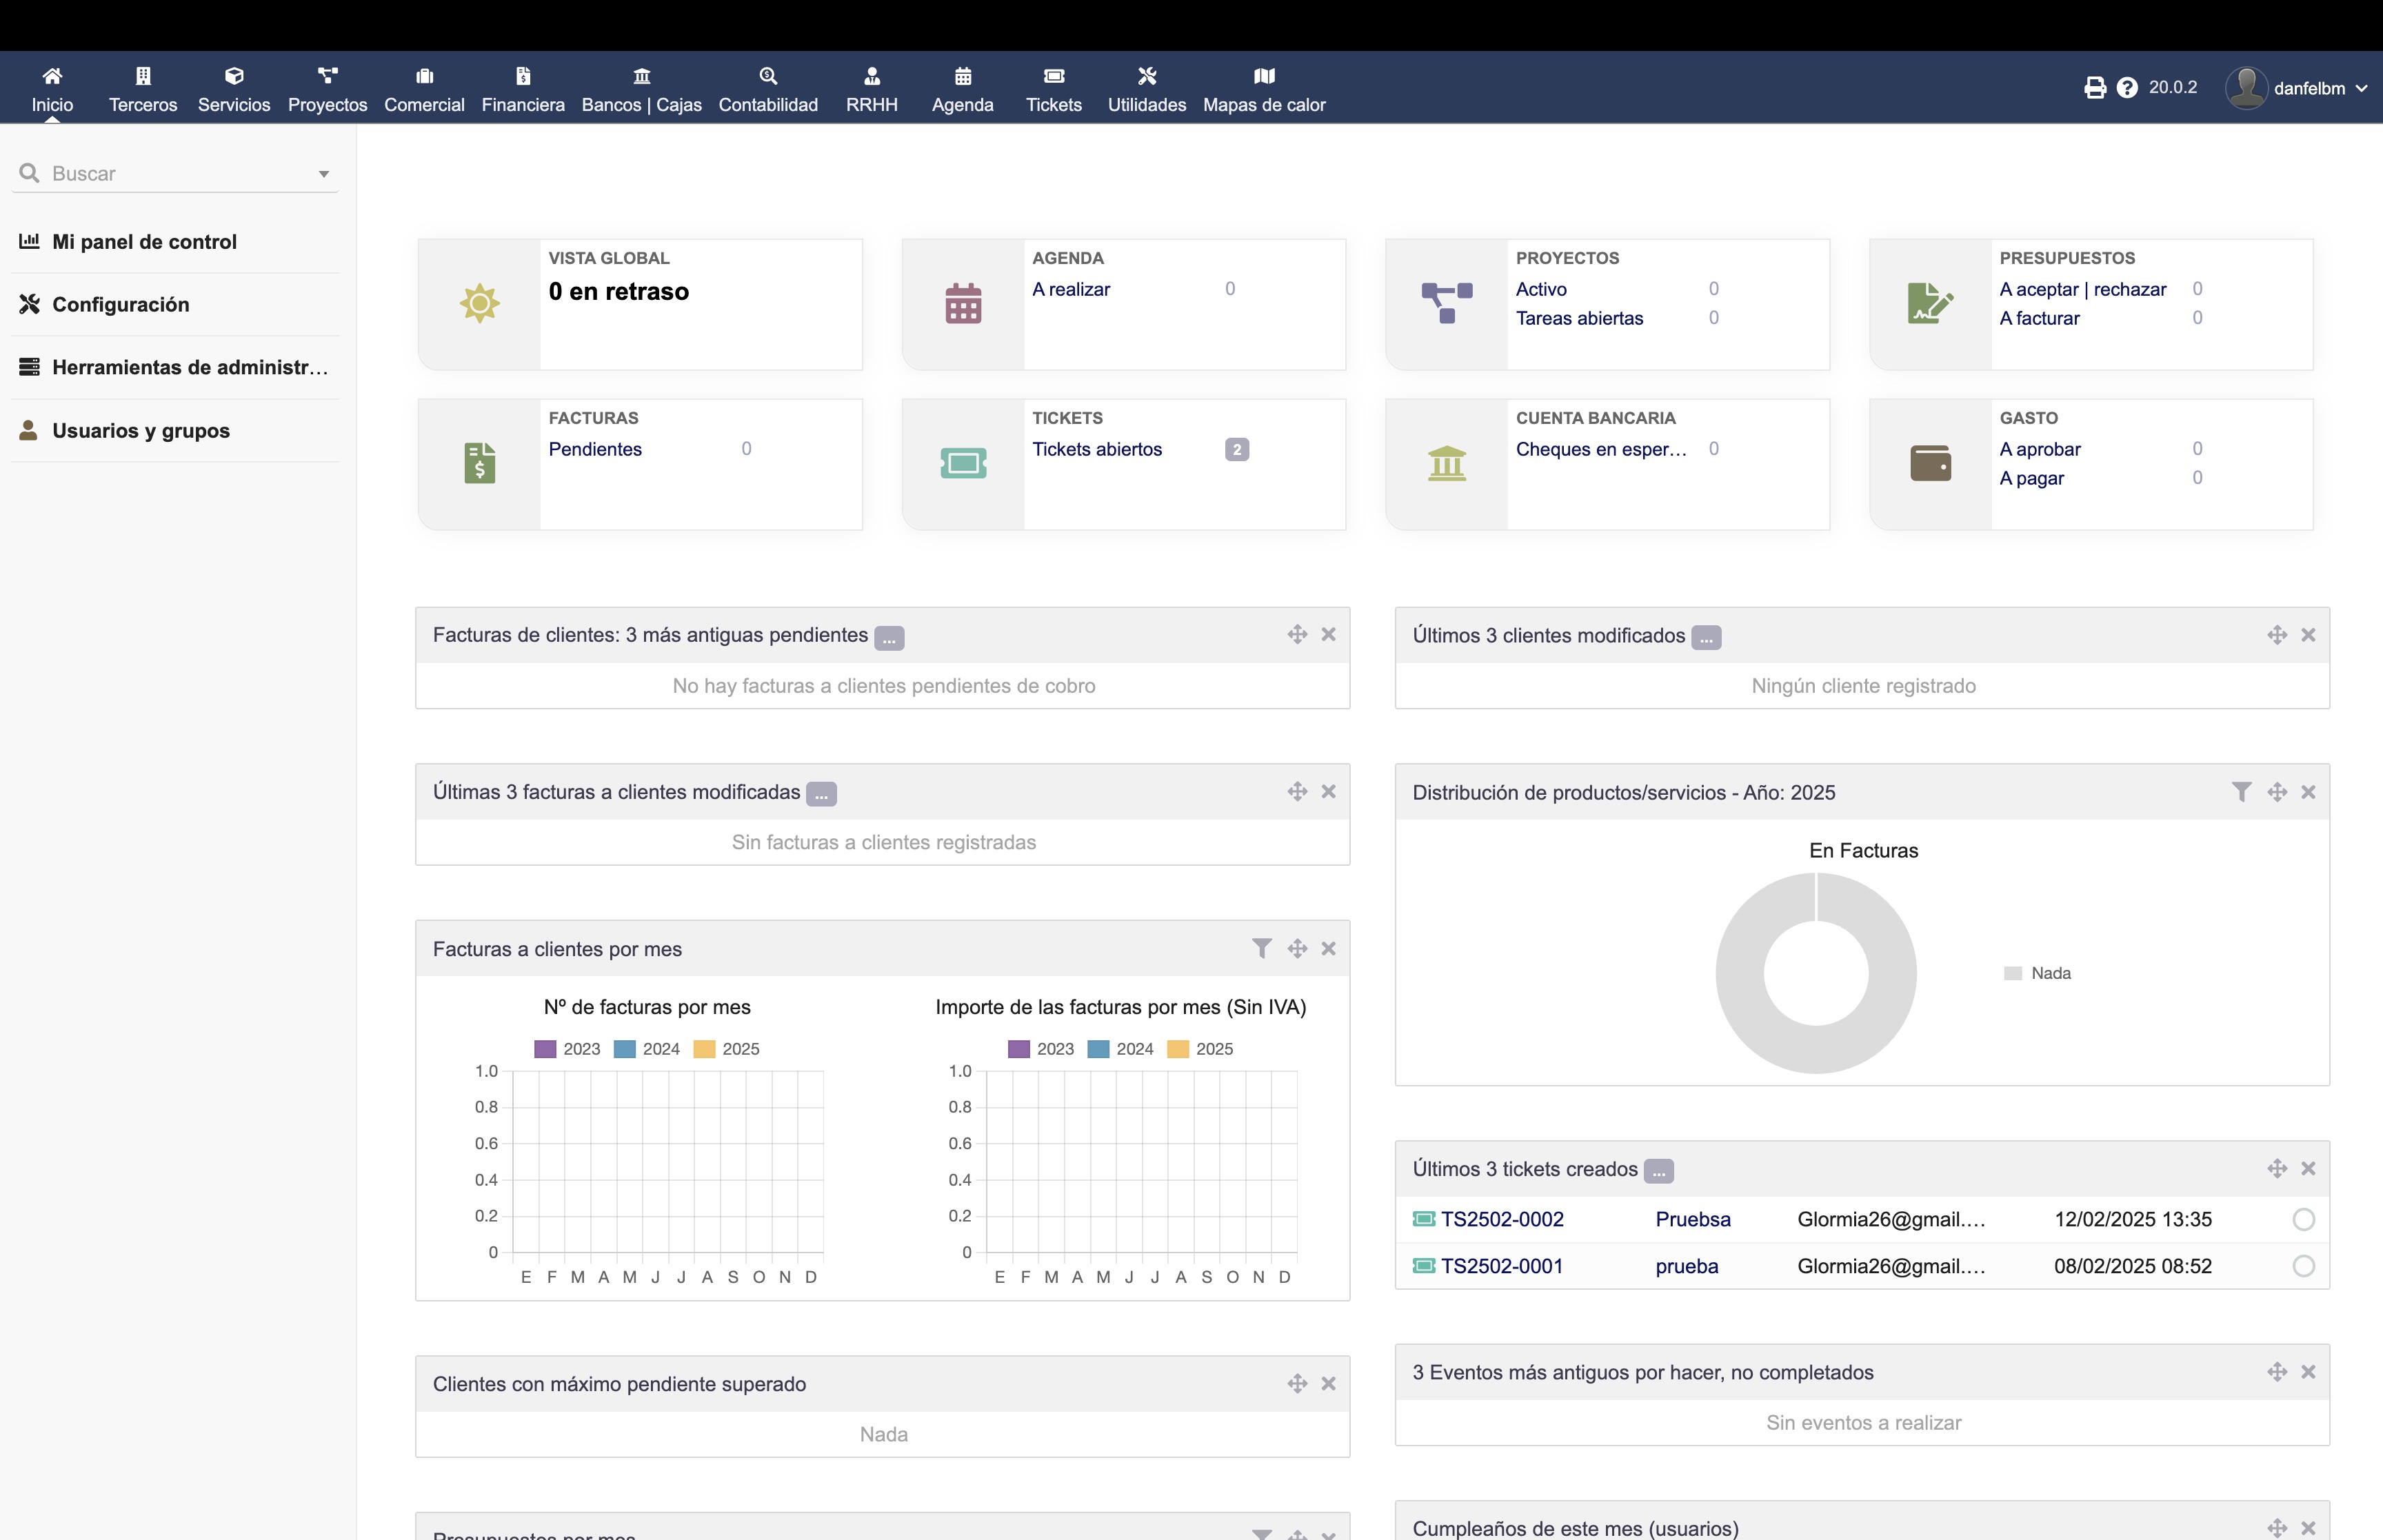 Inicio
Terceros
Servicios
Proyectos
Comercial
Financiera
Bancos | Cajas
Contabilidad
RRHH
Agenda
Tickets
Utilidades
Mapas de calor
20.0.2
danfelbm
Buscar
Mi panel de control
Configuración
Herramientas de administr…
Usuarios y grupos
VISTA GLOBAL
0 en retraso
AGENDA
A realizar 0
PROYECTOS
Activo 0
Tareas abiertas 0
PRESUPUESTOS
A aceptar | rechazar 0
A facturar 0
FACTURAS
Pendientes 0
TICKETS
Tickets abiertos 2
CUENTA BANCARIA
Cheques en esper… 0
GASTO
A aprobar 0
A pagar 0
Facturas de clientes: 3 más antiguas pendientes ...
No hay facturas a clientes pendientes de cobro
Últimas 3 facturas a clientes modificadas ...
Sin facturas a clientes registradas
Facturas a clientes por mes
Nº de facturas por mes
2023 2024 2025
1.0
0.8
0.6
0.4
0.2
0
E F M A M J J A S O N D
Importe de las facturas por mes (Sin IVA)
2023 2024 2025
1.0
0.8
0.6
0.4
0.2
0
E F M A M J J A S O N D
Clientes con máximo pendiente superado
Nada
Presupuestos por mes
Últimos 3 clientes modificados ...
Ningún cliente registrado
Distribución de productos/servicios - Año: 2025
En Facturas
Nada
Últimos 3 tickets creados ...
TS2502-0002 Pruebsa Glormia26@gmail.… 12/02/2025 13:35
TS2502-0001 prueba Glormia26@gmail.… 08/02/2025 08:52
3 Eventos más antiguos por hacer, no completados
Sin eventos a realizar
Cumpleaños de este mes (usuarios)